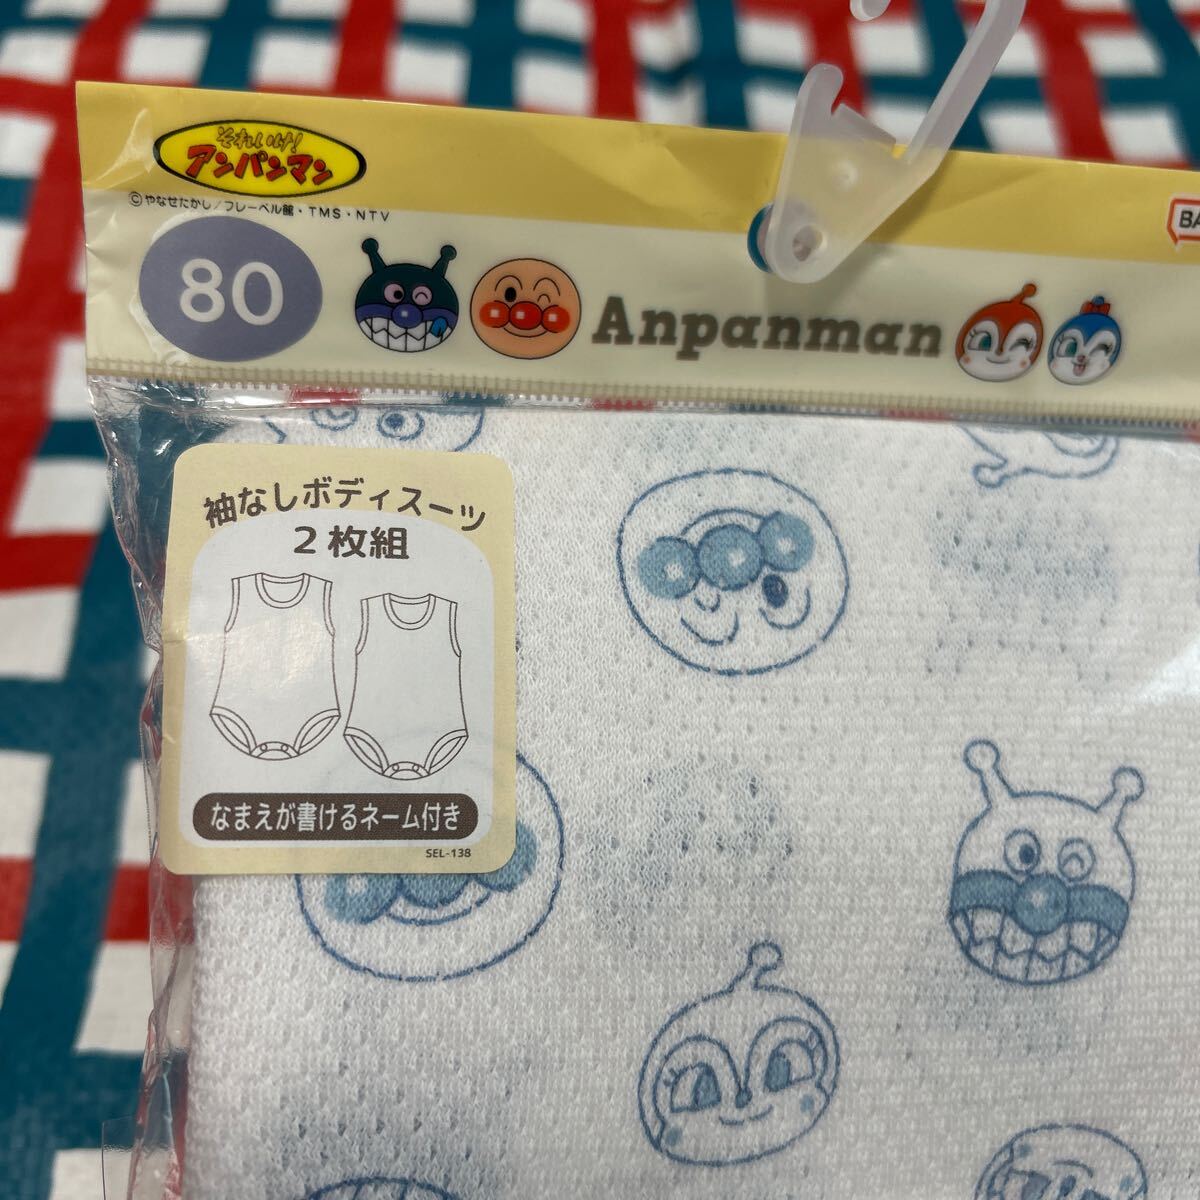 それいけ!
アンパンマン
©やなせたかし/フレーベル館・TMS・NTV
80
Anpanman
BA
袖なしボディスーツ
2枚組
なまえが書けるネーム付き
SEL-138